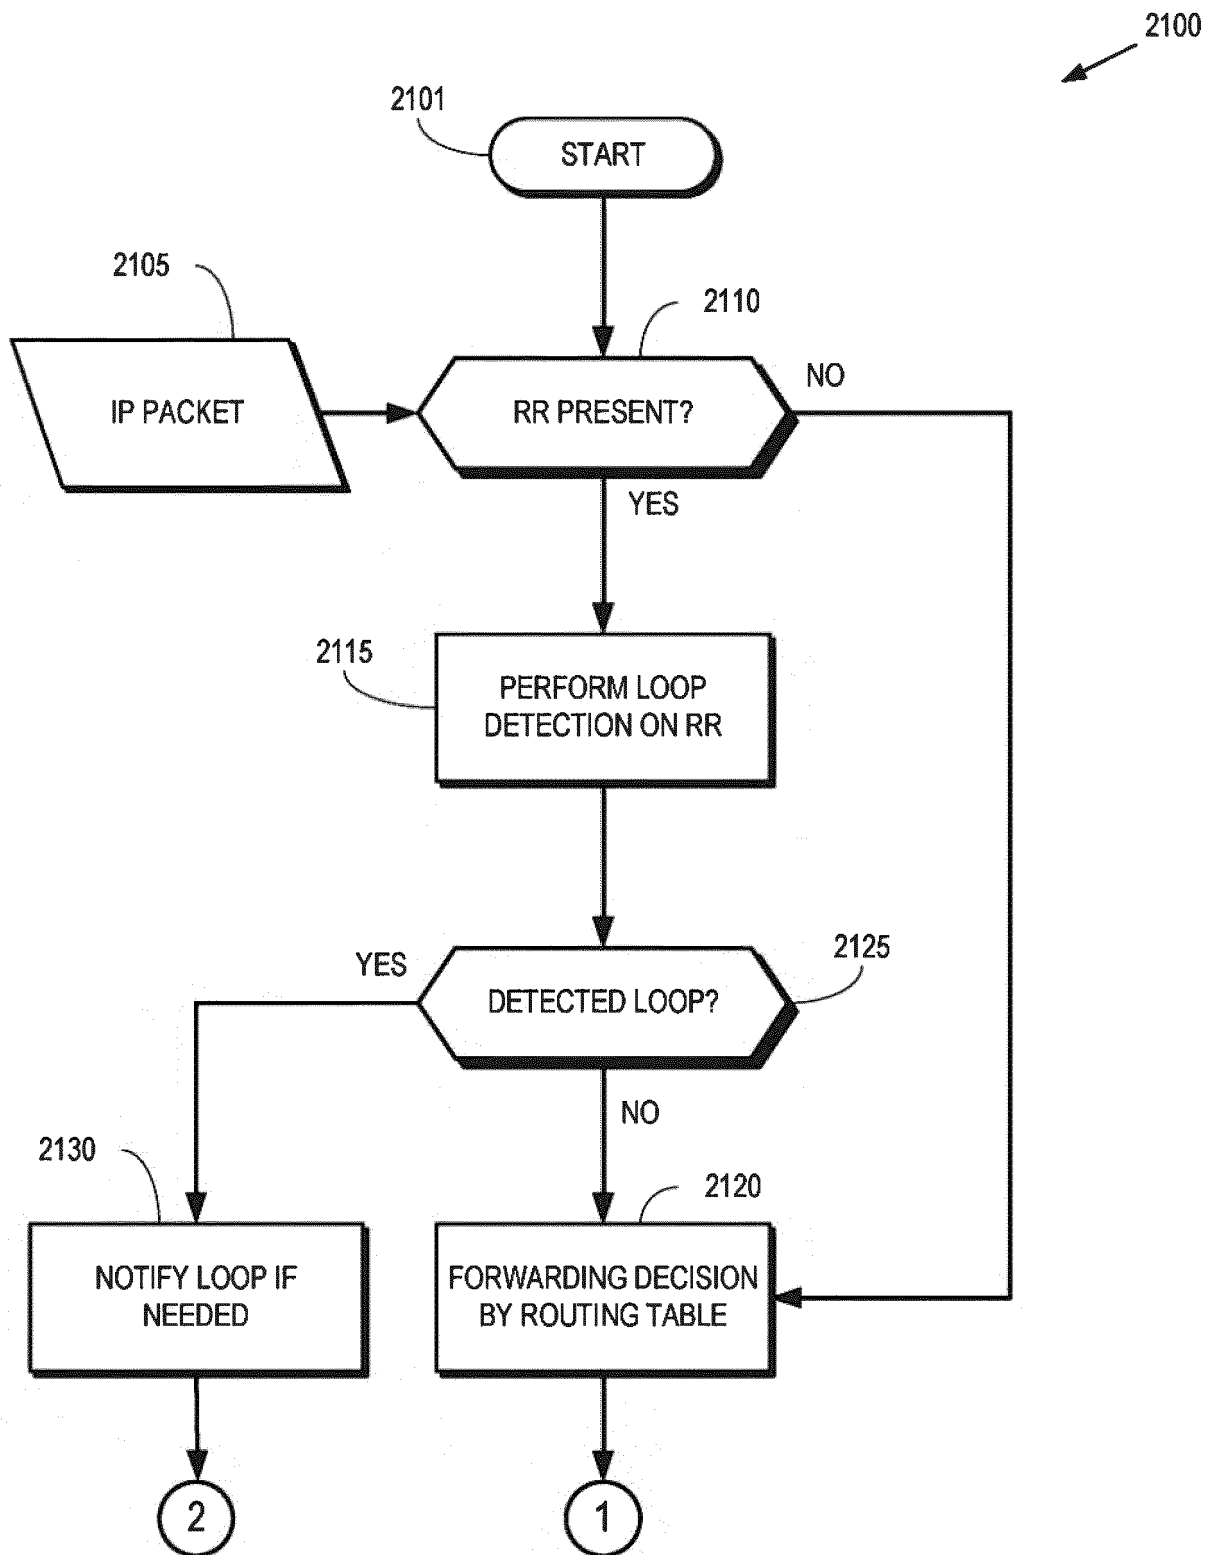 2100
2101
START
2105
2110
IP PACKET
RR PRESENT?
NO
YES
2115
PERFORM LOOP
DETECTION ON RR
YES
2125
DETECTED LOOP?
NO
2130
2120
NOTIFY LOOP IF
NEEDED
FORWARDING DECISION
BY ROUTING TABLE
2
1